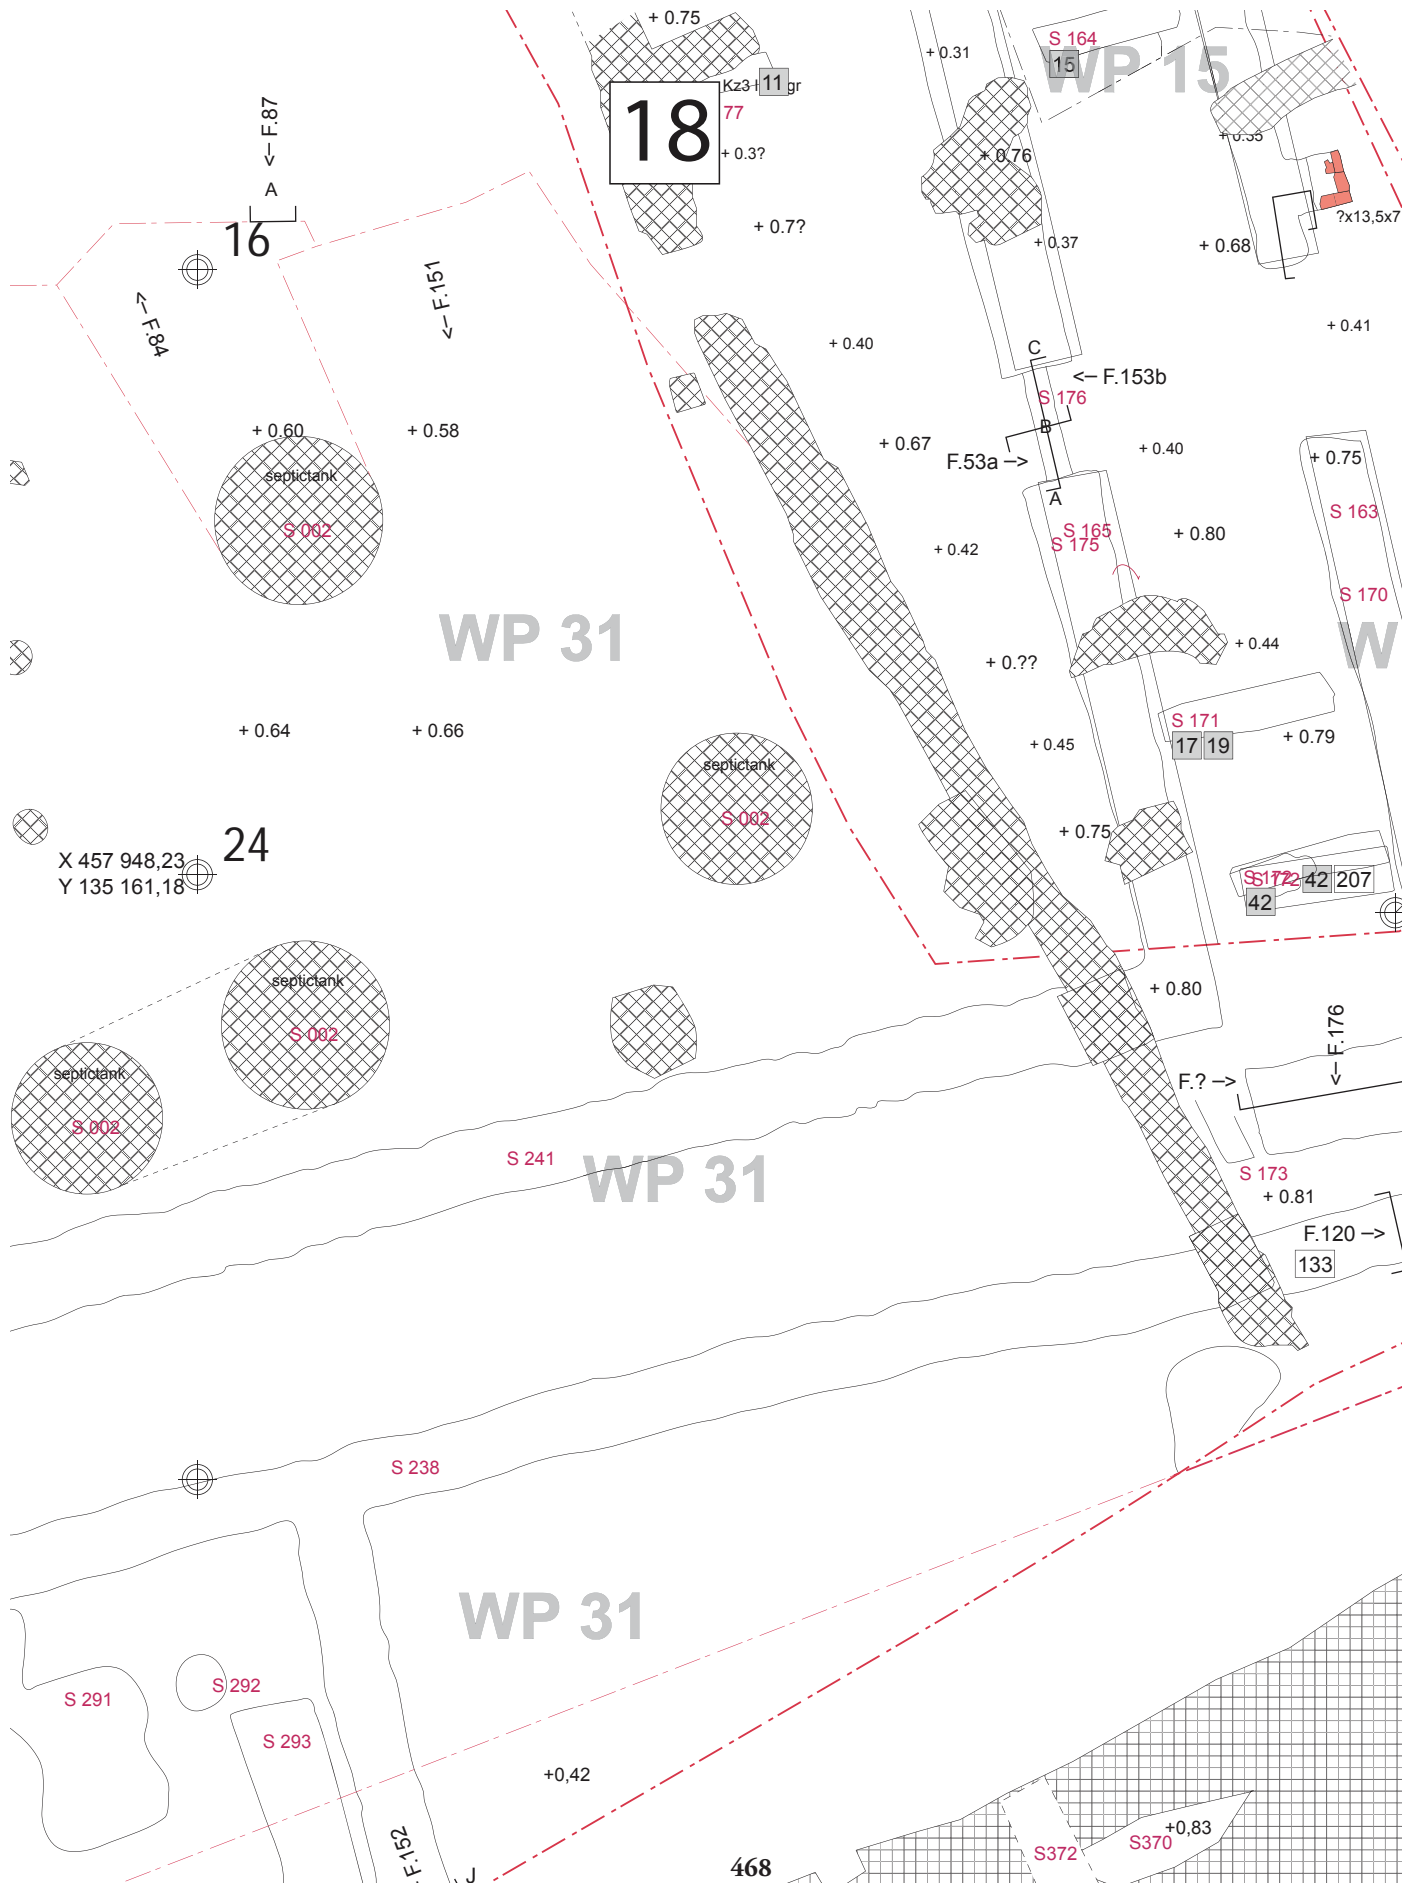 + 0.75
+ 0.31
S 164
15
WP 15
11
77
18
+ 0.3?
<– F.87
A
+ 0.76
+ 0.35
?x13,5x7
16
+ 0.7?
+ 0.37
+ 0.68
<– F.84
<– F.151
+ 0.41
+ 0.40
C
<– F.153b
S 176
B
+ 0.60
+ 0.58
+ 0.67
F.53a –>
+ 0.40
+ 0.75
septictank
A
S 163
S 002
S 165
S 175
+ 0.80
+ 0.42
S 170
WP 31
+ 0.??
+ 0.44
W
S 171
+ 0.64
+ 0.66
+ 0.45
17
19
+ 0.79
septictank
S 002
+ 0.75
24
X 457 948,23
Y 135 161,18
S 172
S 172
42
207
42
septictank
+ 0.80
S 002
<– F.176
septictank
F.? –>
S 002
S 241
WP 31
S 173
+ 0.81
F.120 –>
133
S 238
WP 31
S 291
S 292
S 293
+0,42
F.152
J
468
S372
S370
+0,83